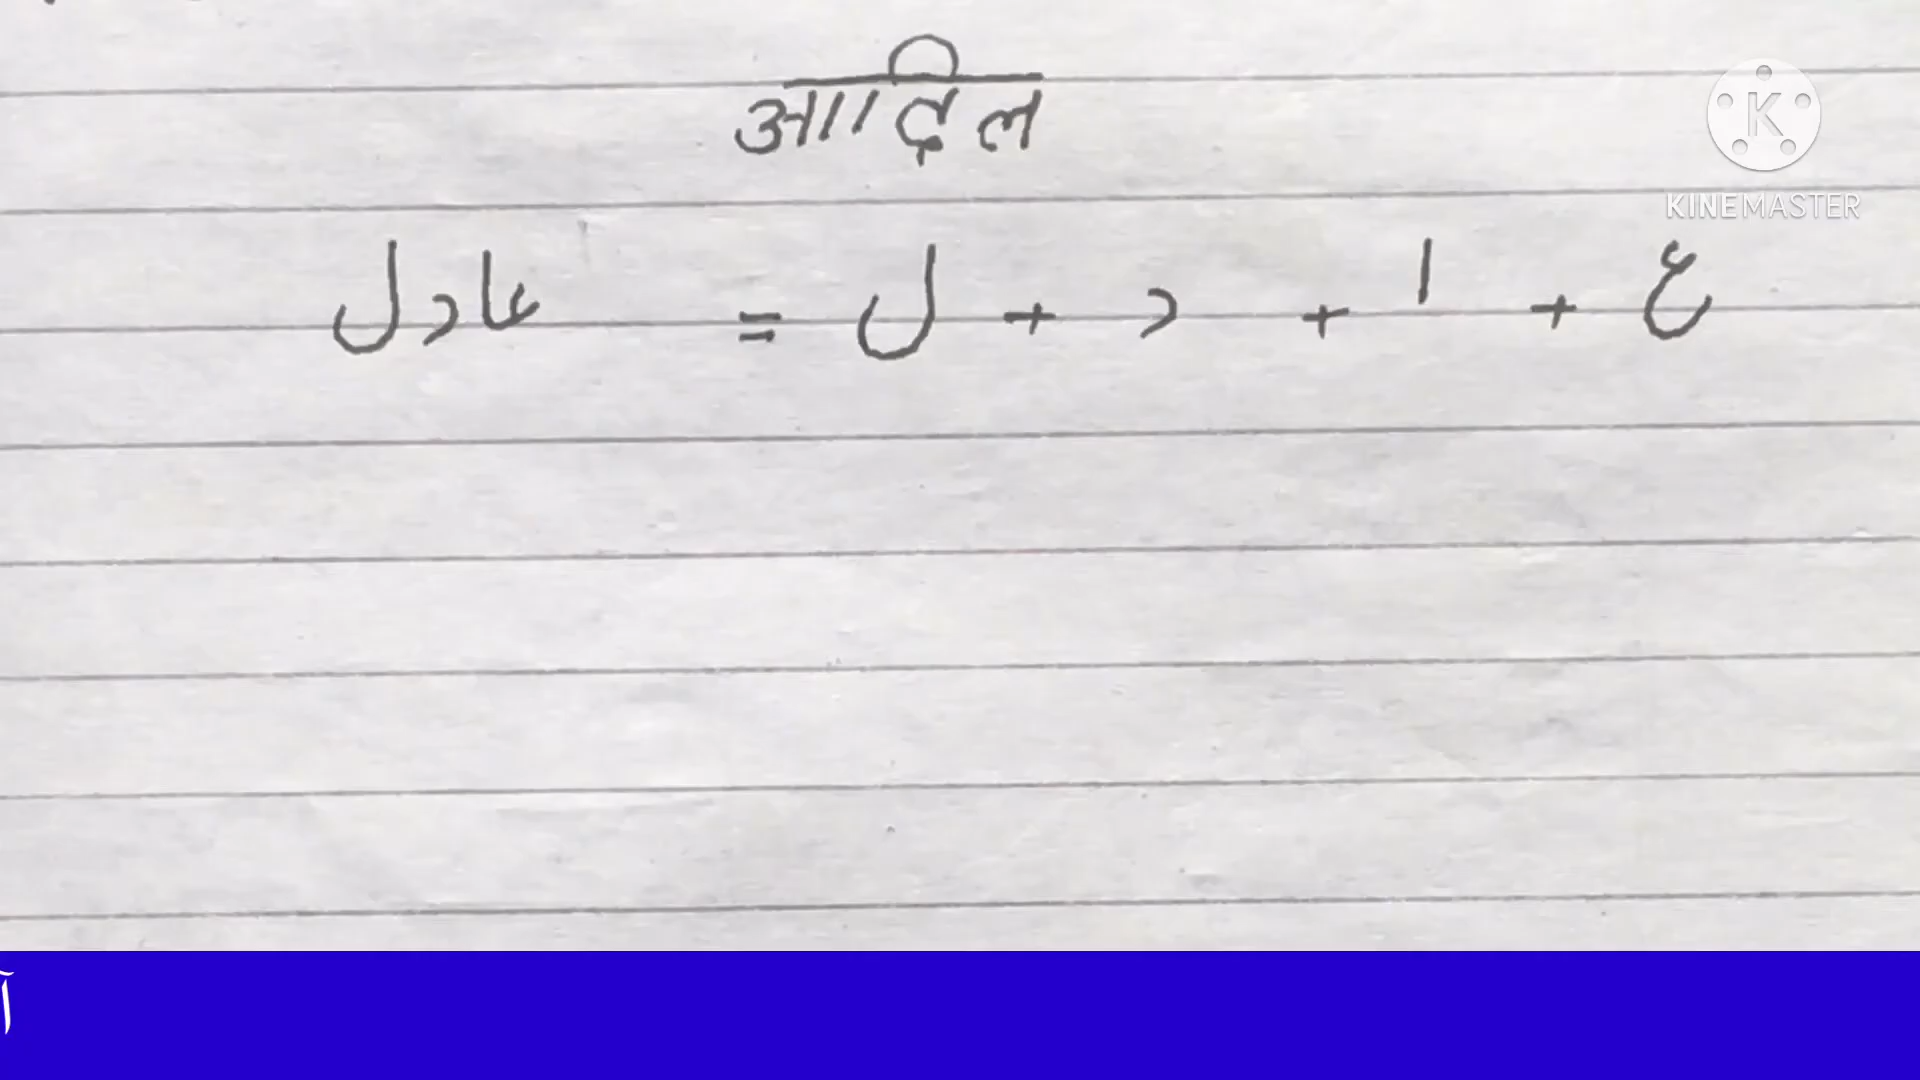 आदिल
ع + ا + د + ل = عادل
KINEMASTER
آ